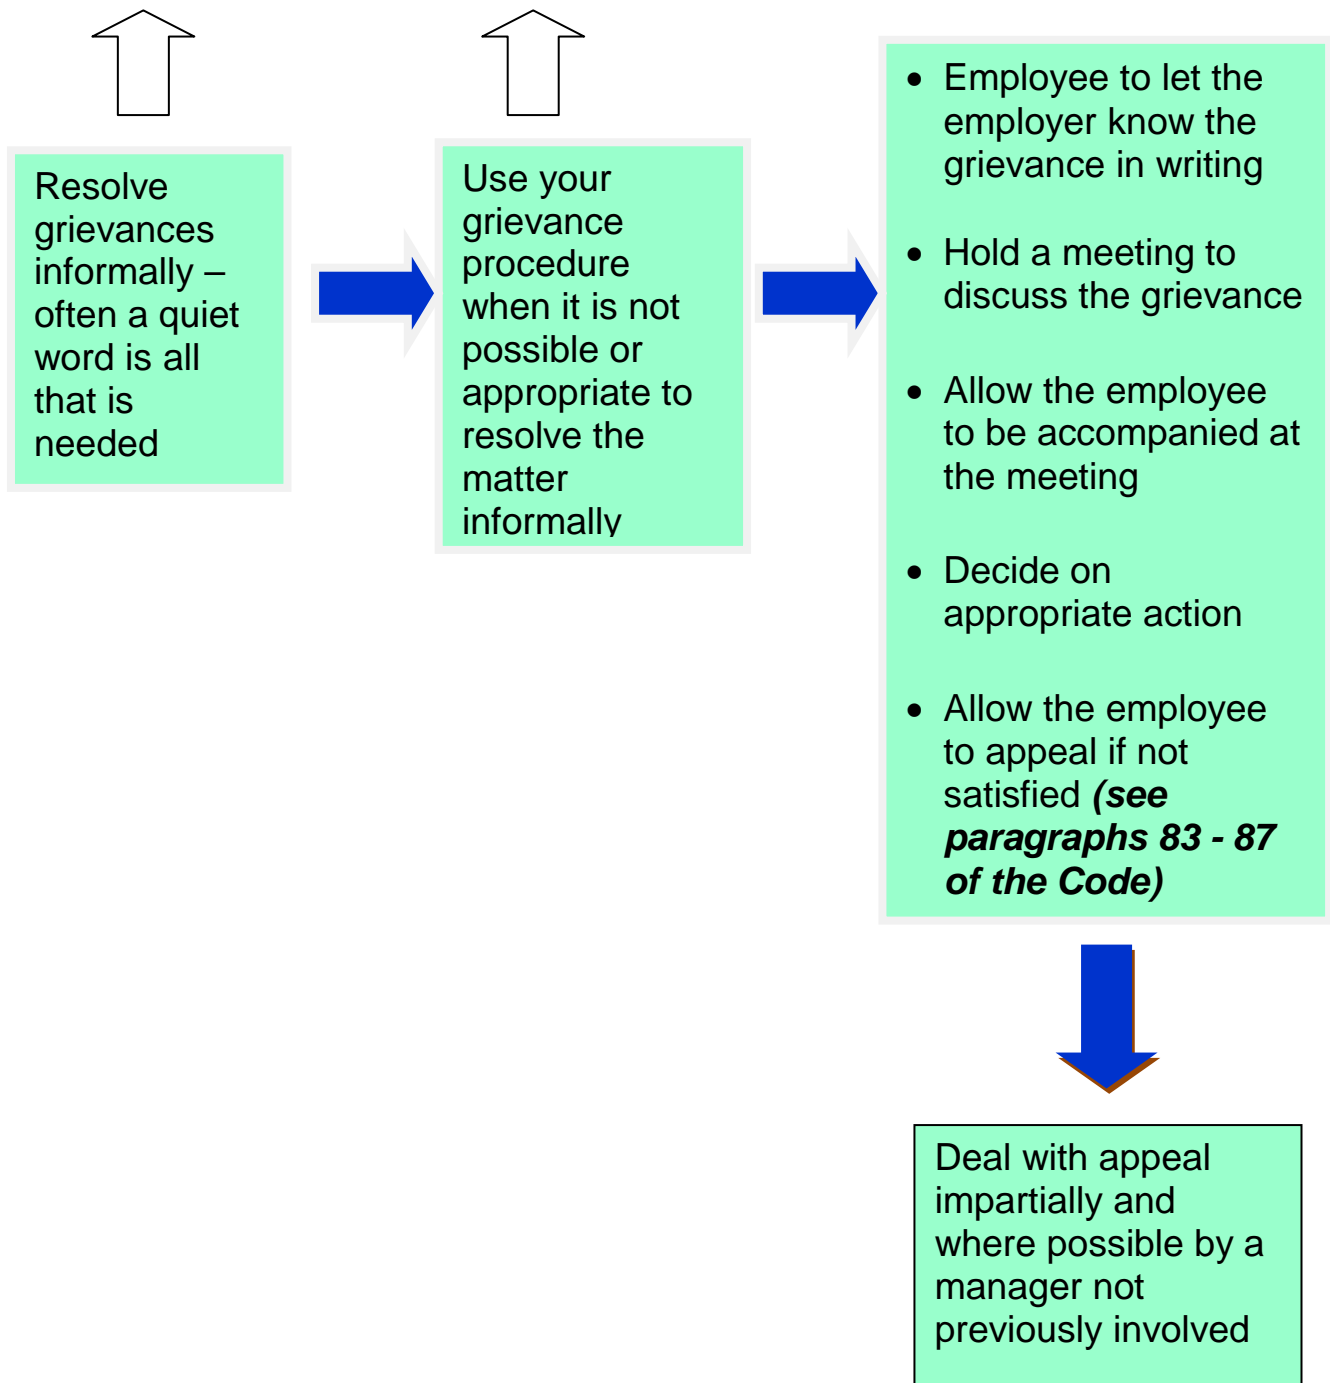 Resolve
grievances
informally –
often a quiet
word is all
that is
needed
Use your
grievance
procedure
when it is not
possible or
appropriate to
resolve the
matter
informally
• Employee to let the
employer know the
grievance in writing
• Hold a meeting to
discuss the grievance
• Allow the employee
to be accompanied at
the meeting
• Decide on
appropriate action
• Allow the employee
to appeal if not
satisfied (see
paragraphs 83 - 87
of the Code)
Deal with appeal
impartially and
where possible by a
manager not
previously involved